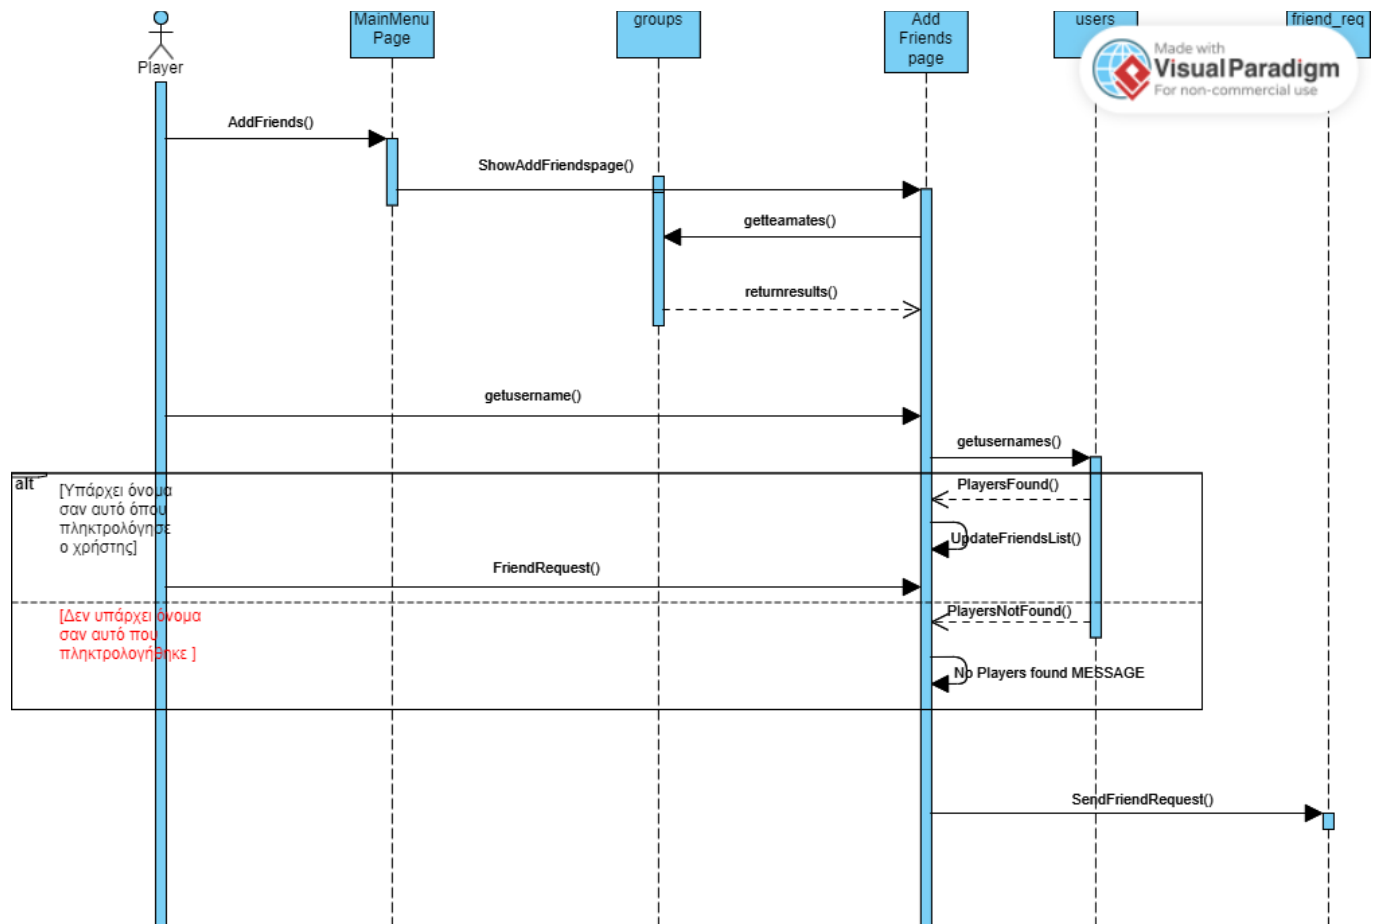 MainMenu
Page
groups
Add
Friends
page
users
friend_req
Made with
Visual Paradigm
For non-commercial use
Player
AddFriends()
ShowAddFriendspage()
getteamates()
returnresults()
getusername()
getusernames()
alt
[Υπάρχει όνομα
σαν αυτό όπου
πληκτρολόγησε
ο χρήστης]
PlayersFound()
UpdateFriendsList()
FriendRequest()
[Δεν υπάρχει όνομα
σαν αυτό που
πληκτρολογήθηκε ]
PlayersNotFound()
No Players found MESSAGE
SendFriendRequest()